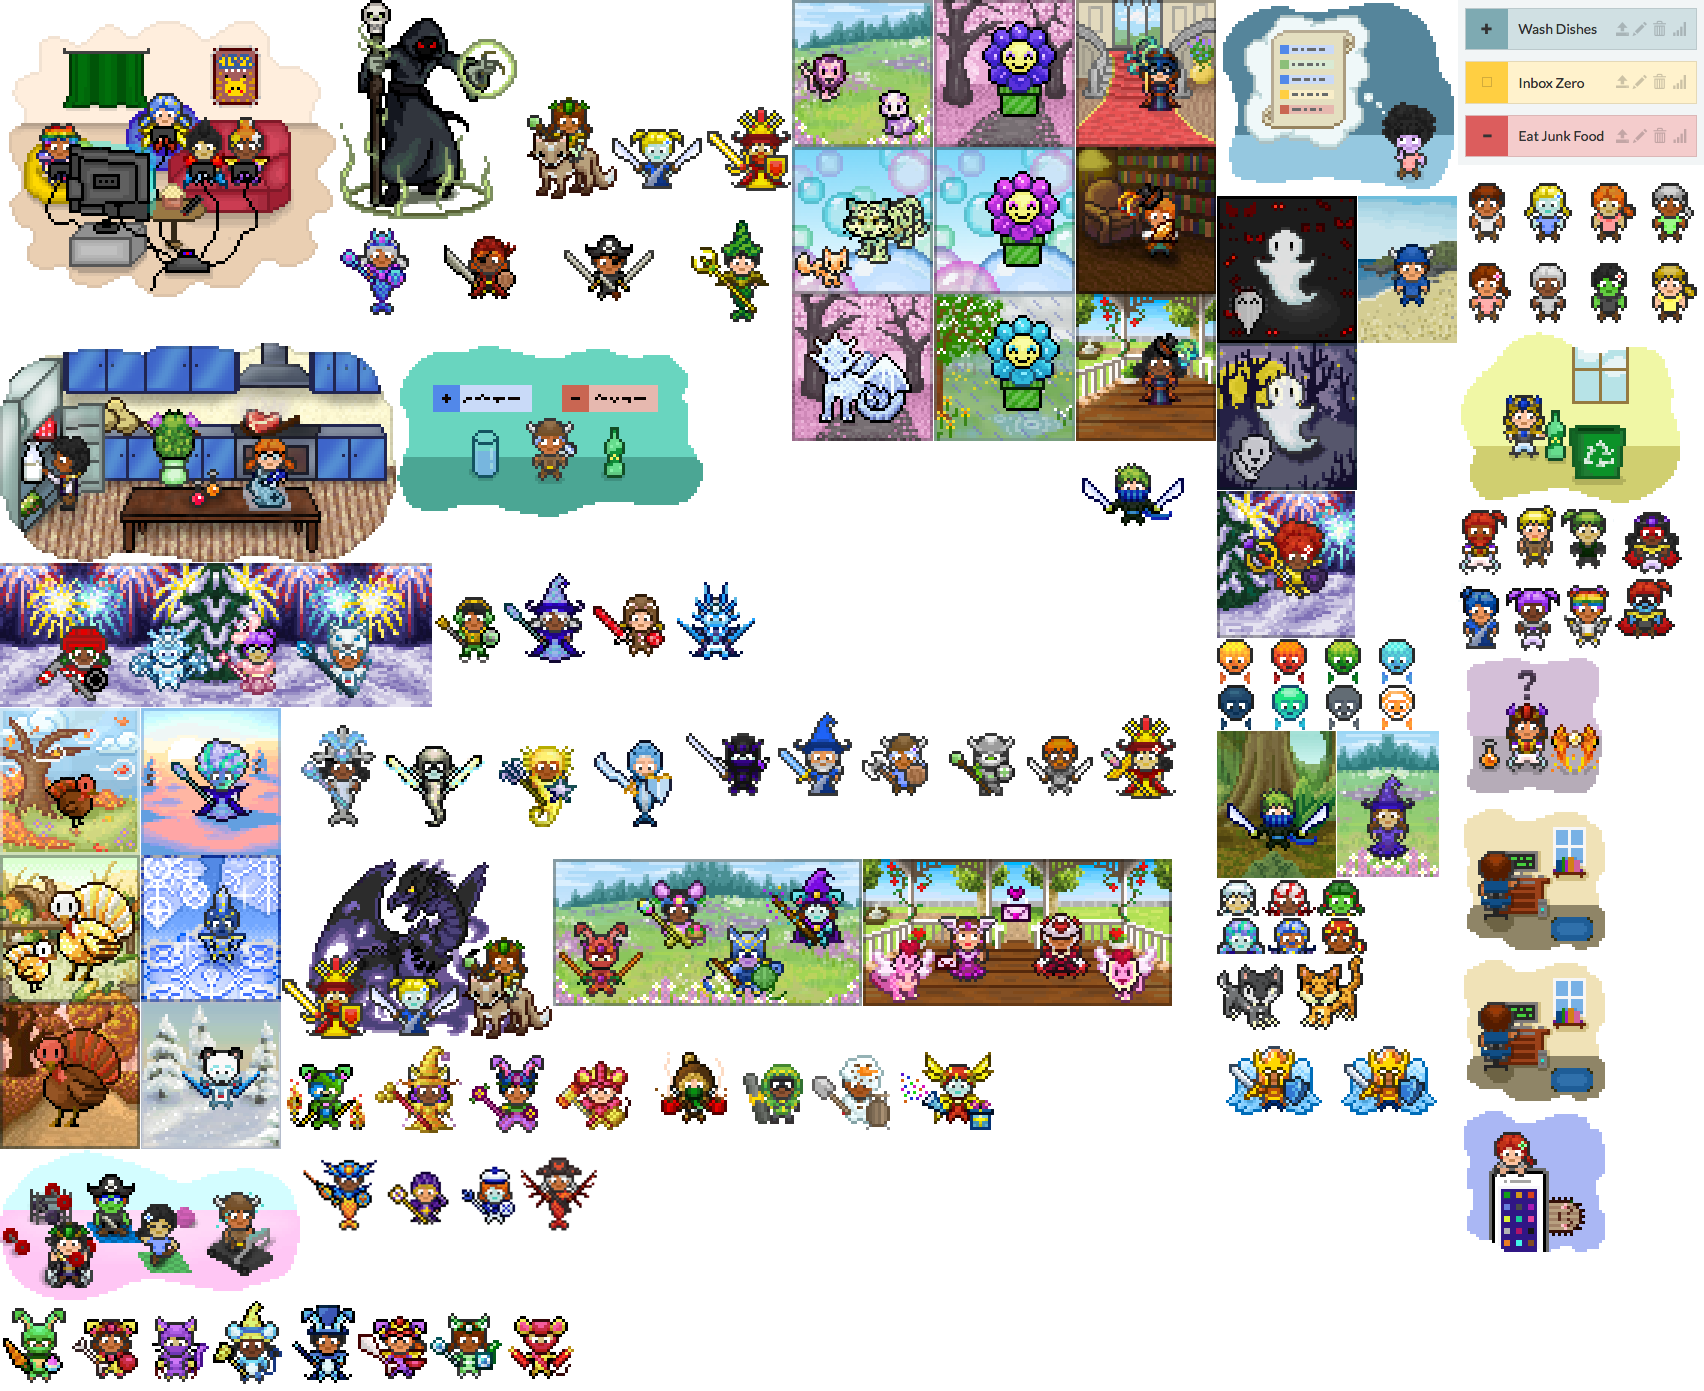 + Wash Dishes
Inbox Zero
- Eat Junk Food
+
-
?